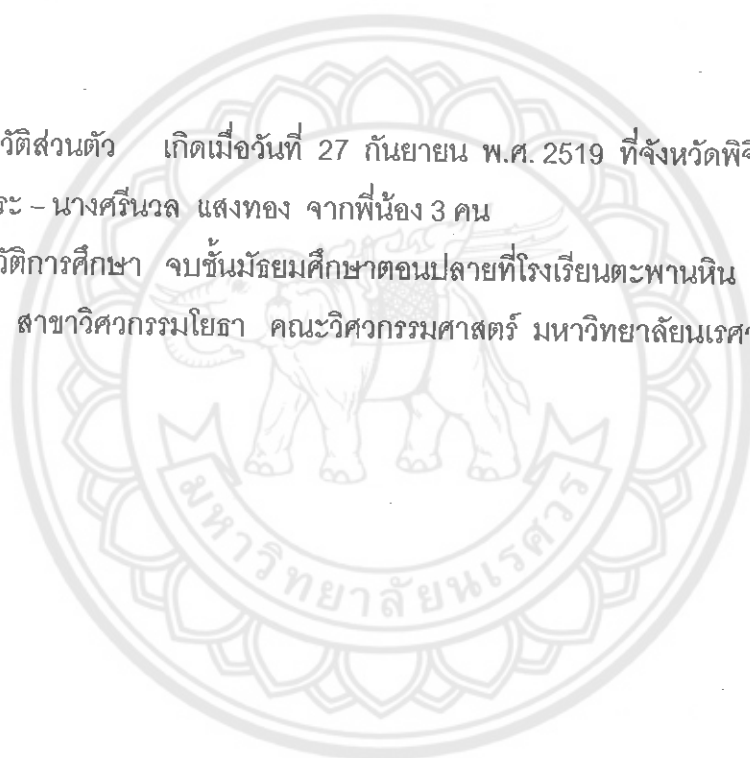 วัติส่วนตัว เกิดเมื่อวันที่ 27 กันยายน พ.ศ. 2519 ที่จังหวัดพิจิ
ระ – นางศรีนวล แสงทอง จากพี่น้อง 3 คน
วัติการศึกษา จบชั้นมัธยมศึกษาตอนปลายที่โรงเรียนตะพานหิน
สาขาวิศวกรรมโยธา คณะวิศวกรรมศาสตร์ มหาวิทยาลัยนเรศว
มหาวิทยาลัยนเรศวร